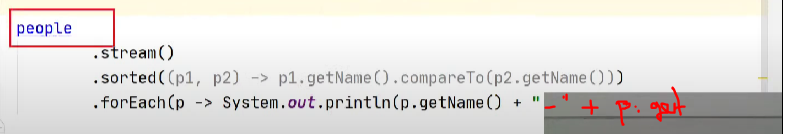 people
.stream()
.sorted((p1, p2) -> p1.getName().compareTo(p2.getName()))
.forEach(p -> System.out.println(p.getName() + "-" + p.get